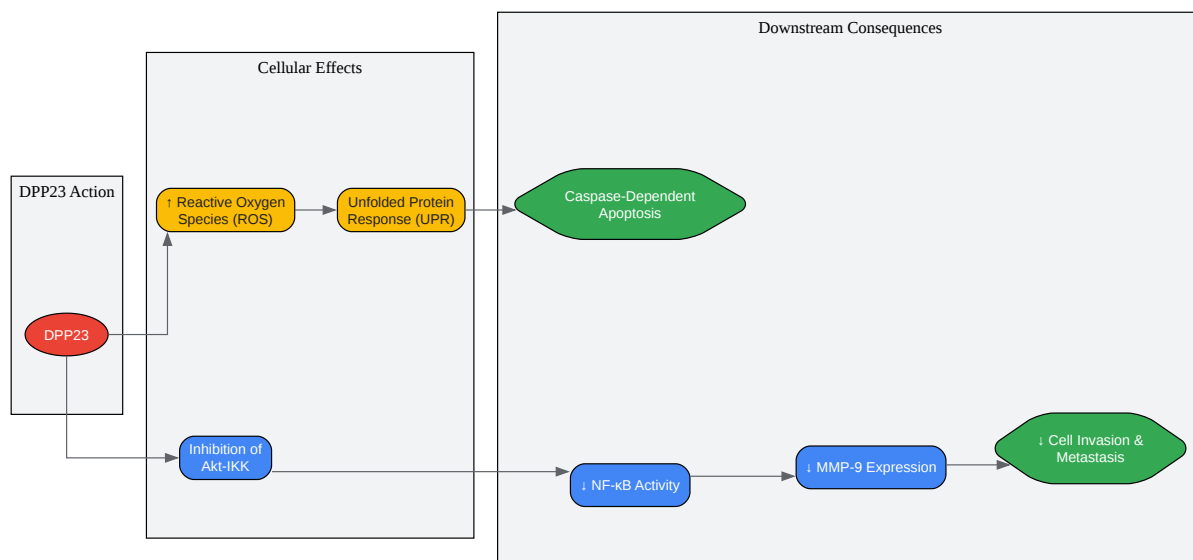 Downstream Consequences
Cellular Effects
DPP23 Action
↑ Reactive Oxygen
Species (ROS)
Unfolded Protein
Response (UPR)
Caspase-Dependent
Apoptosis
DPP23
Inhibition of
Akt-IKK
↓ NF-κB Activity
↓ MMP-9 Expression
↓ Cell Invasion &
Metastasis